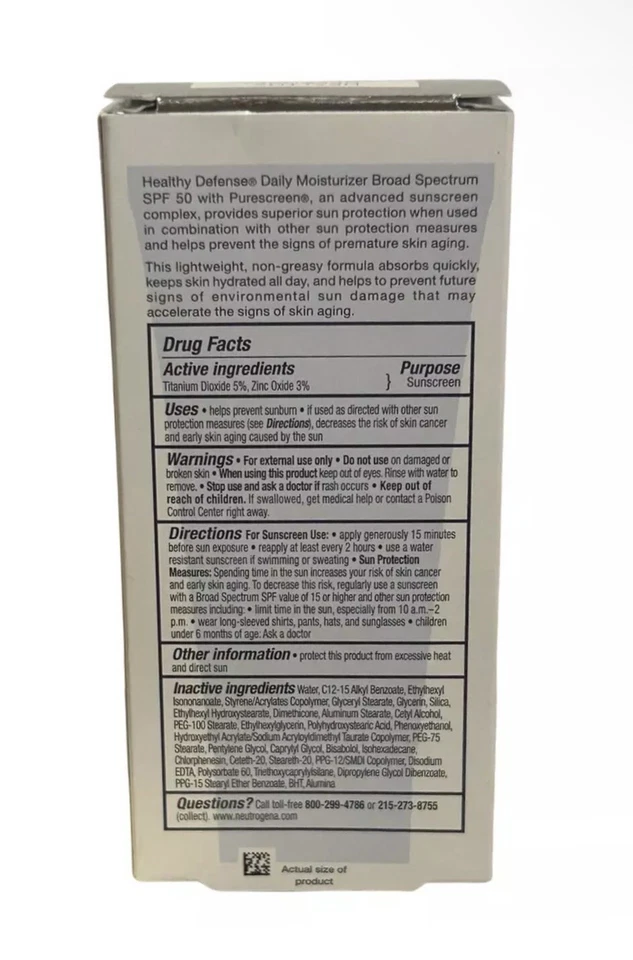 Healthy Defense® Daily Moisturizer Broad Spectrum
SPF 50 with Purescreen®, an advanced sunscreen
complex, provides superior sun protection when used
in combination with other sun protection measures
and helps prevent the signs of premature skin aging.
This lightweight, non-greasy formula absorbs quickly,
keeps skin hydrated all day, and helps to prevent future
signs of environmental sun damage that may
accelerate the signs of skin aging.
Drug Facts
Active ingredients } Purpose
Titanium Dioxide 5%, Zinc Oxide 3% Sunscreen
Uses • helps prevent sunburn • if used as directed with other sun
protection measures (see Directions), decreases the risk of skin cancer
and early skin aging caused by the sun
Warnings • For external use only • Do not use on damaged or
broken skin • When using this product keep out of eyes. Rinse with water to
remove. • Stop use and ask a doctor if rash occurs • Keep out of
reach of children. If swallowed, get medical help or contact a Poison
Control Center right away.
Directions For Sunscreen Use: • apply generously 15 minutes
before sun exposure • reapply at least every 2 hours • use a water
resistant sunscreen if swimming or sweating • Sun Protection
Measures: Spending time in the sun increases your risk of skin cancer
and early skin aging. To decrease this risk, regularly use a sunscreen
with a Broad Spectrum SPF value of 15 or higher and other sun protection
measures including: • limit time in the sun, especially from 10 a.m.–2
p.m. • wear long-sleeved shirts, pants, hats, and sunglasses • children
under 6 months of age: Ask a doctor
Other information • protect this product from excessive heat
and direct sun
Inactive ingredients Water, C12-15 Alkyl Benzoate, Ethylhexyl
Isononanoate, Styrene/Acrylates Copolymer, Glyceryl Stearate, Glycerin, Silica,
Ethylhexyl Hydroxystearate, Dimethicone, Aluminum Stearate, Cetyl Alcohol,
PEG-100 Stearate, Ethylhexylglycerin, Polyhydroxystearic Acid, Phenoxyethanol,
Hydroxyethyl Acrylate/Sodium Acryloyldimethyl Taurate Copolymer, PEG-75
Stearate, Pentylene Glycol, Caprylyl Glycol, Bisabolol, Isohexadecane,
Chlorphenesin, Ceteth-20, Steareth-20, PPG-12/SMDI Copolymer, Disodium
EDTA, Polysorbate 60, Triethoxycaprylylsilane, Dipropylene Glycol Dibenzoate,
PPG-15 Stearyl Ether Benzoate, BHT, Alumina
Questions? Call toll-free 800-299-4786 or 215-273-8755
(collect). www.neutrogena.com
Actual size of
product